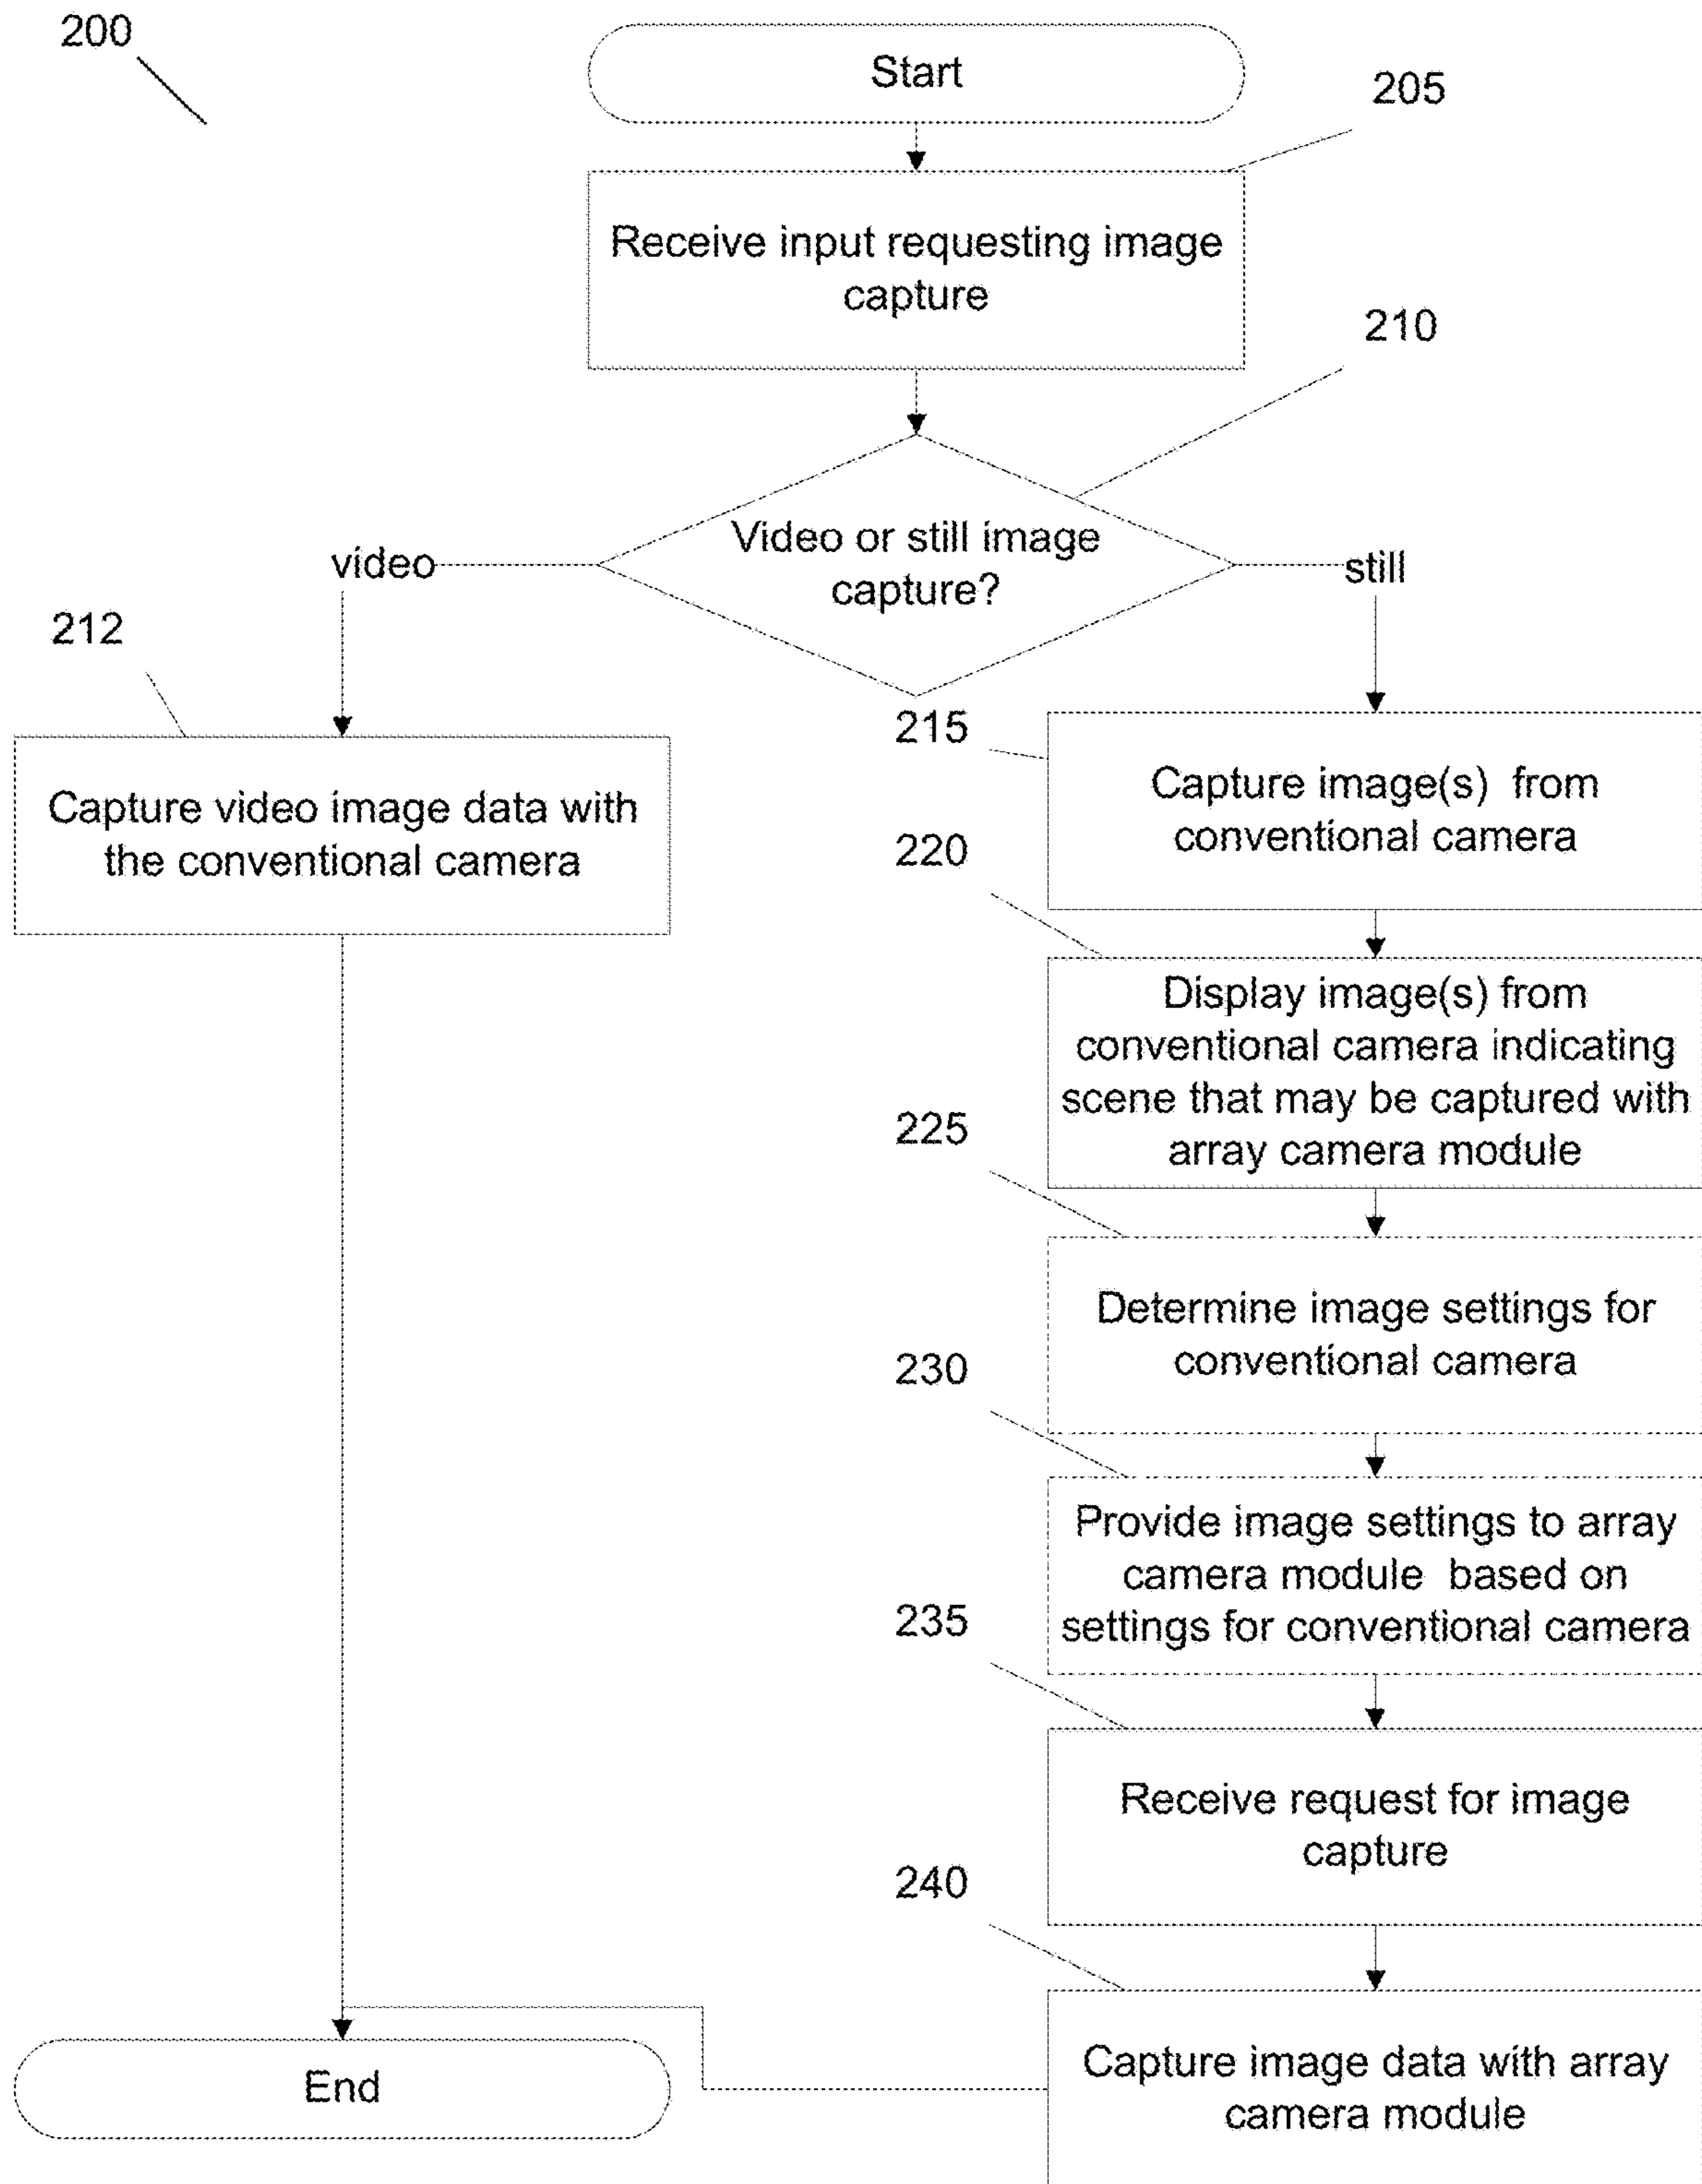 200
Start
205
Receive input requesting image
capture
210
Video or still image
capture?
video
still
212
Capture video image data with
the conventional camera
215
Capture image(s) from
conventional camera
220
Display image(s) from
conventional camera indicating
scene that may be captured with
array camera module
225
Determine image settings for
conventional camera
230
Provide image settings to array
camera module based on
settings for conventional camera
235
Receive request for image
capture
240
Capture image data with array
camera module
End